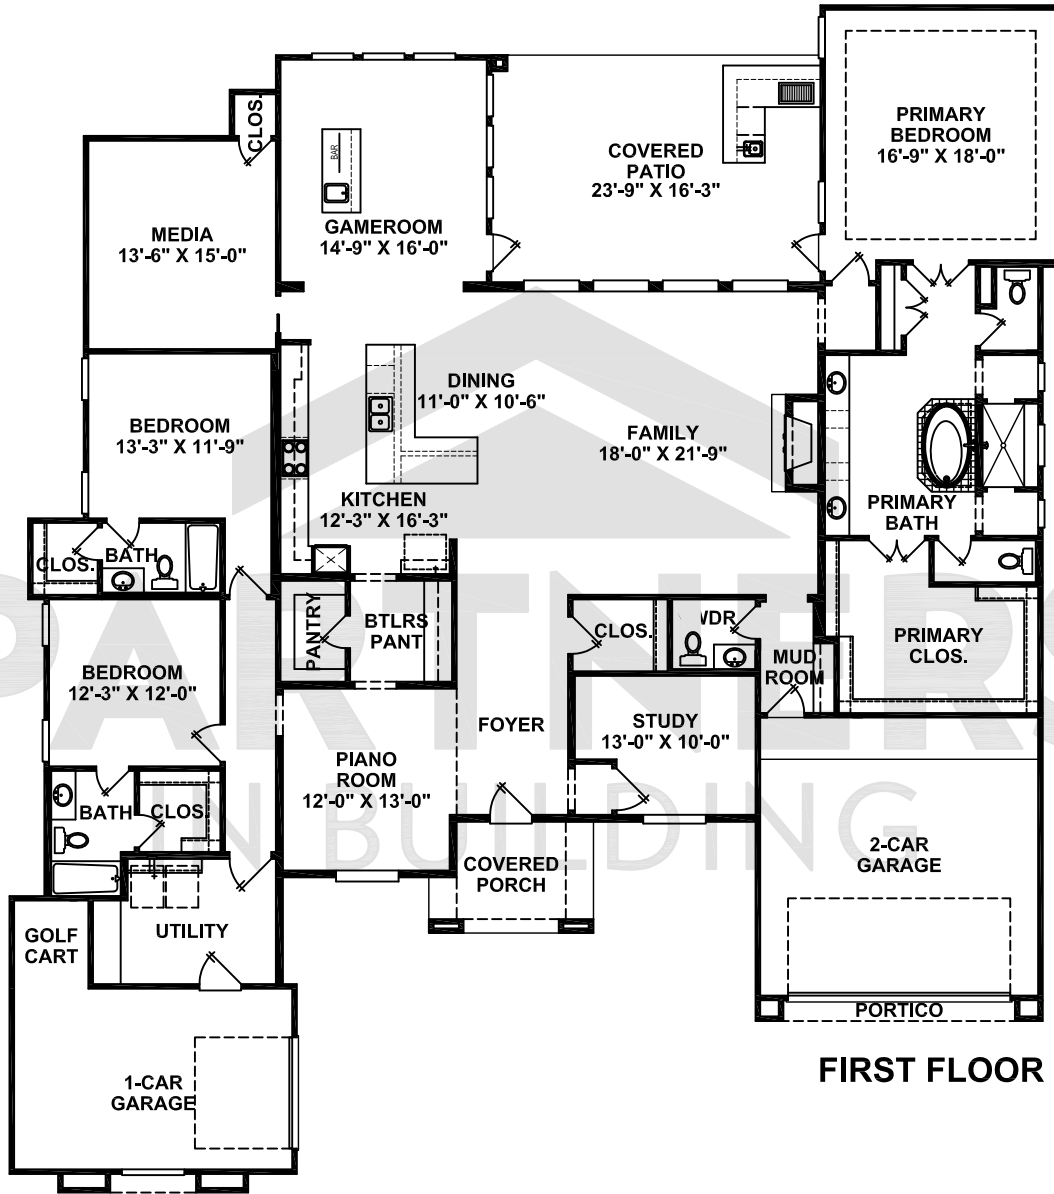 PRIMARY
BEDROOM
16'-9" X 18'-0"
CLOS.
BAR
COVERED
PATIO
23'-9" X 16'-3"
GAMEROOM
14'-9" X 16'-0"
MEDIA
13'-6" X 15'-0"
DINING
11'-0" X 10'-6"
BEDROOM
13'-3" X 11'-9"
FAMILY
18'-0" X 21'-9"
KITCHEN
12'-3" X 16'-3"
PRIMARY
BATH
BATH
CLOS.
PANTRY
BTLRS
PANT
CLOS.
PDR
PRIMARY
CLOS.
MUD
ROOM
BEDROOM
12'-3" X 12'-0"
FOYER
STUDY
13'-0" X 10'-0"
PIANO
ROOM
12'-0" X 13'-0"
BATH
CLOS.
COVERED
PORCH
2-CAR
GARAGE
GOLF
CART
UTILITY
PORTICO
1-CAR
GARAGE
FIRST FLOOR
PARTNERS
IN BUILDING